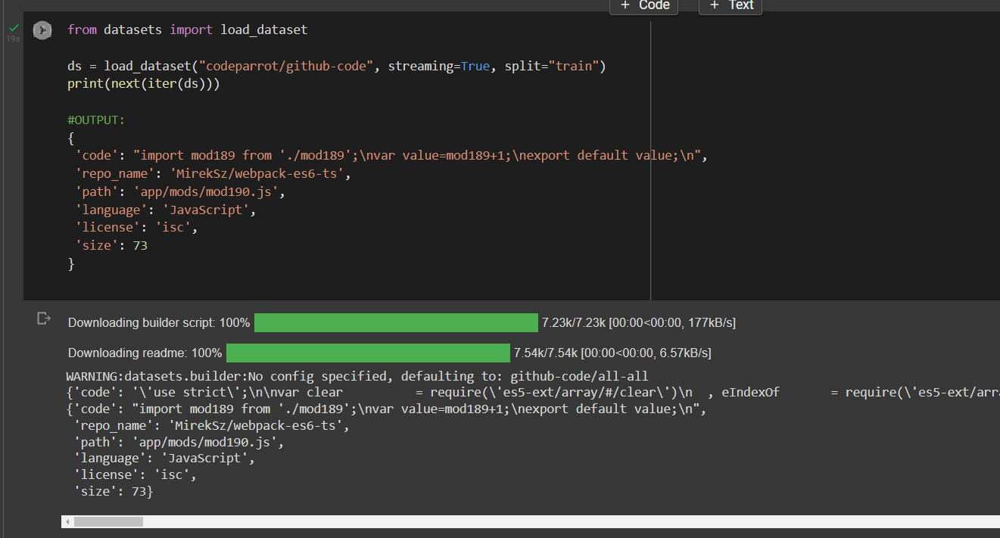 + Code
+ Text
19s
from datasets import load_dataset
ds = load_dataset("codeparrot/github-code", streaming=True, split="train")
print(next(iter(ds)))
#OUTPUT:
{
'code': "import mod189 from './mod189';\nvar value=mod189+1;\nexport default value;\n",
'repo_name': 'MirekSz/webpack-es6-ts',
'path': 'app/mods/mod190.js',
'language': 'JavaScript',
'license': 'isc',
'size': 73
}
Downloading builder script: 100% 7.23k/7.23k [00:00<00:00, 177kB/s]
Downloading readme: 100% 7.54k/7.54k [00:00<00:00, 6.57kB/s]
WARNING:datasets.builder:No config specified, defaulting to: github-code/all-all
{'code': '\'use strict\';\n\nvar clear = require(\'es5-ext/array/#/clear\')\n , eIndexOf = require(\'es5-ext/arr
{'code': "import mod189 from './mod189';\nvar value=mod189+1;\nexport default value;\n",
'repo_name': 'MirekSz/webpack-es6-ts',
'path': 'app/mods/mod190.js',
'language': 'JavaScript',
'license': 'isc',
'size': 73}